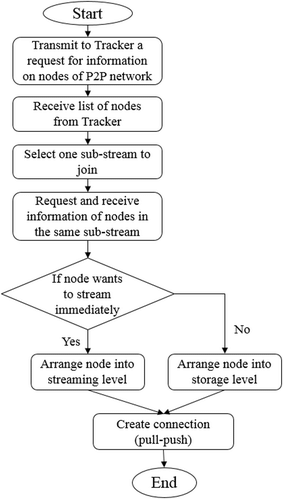 Start
Transmit to Tracker a
request for information
on nodes of P2P network
Receive list of nodes
from Tracker
Select one sub-stream to
join
Request and receive
information of nodes in
the same sub-stream
If node wants
to stream
immediately
Yes
No
Arrange node into
streaming level
Arrange node into
storage level
Create connection
(pull-push)
End